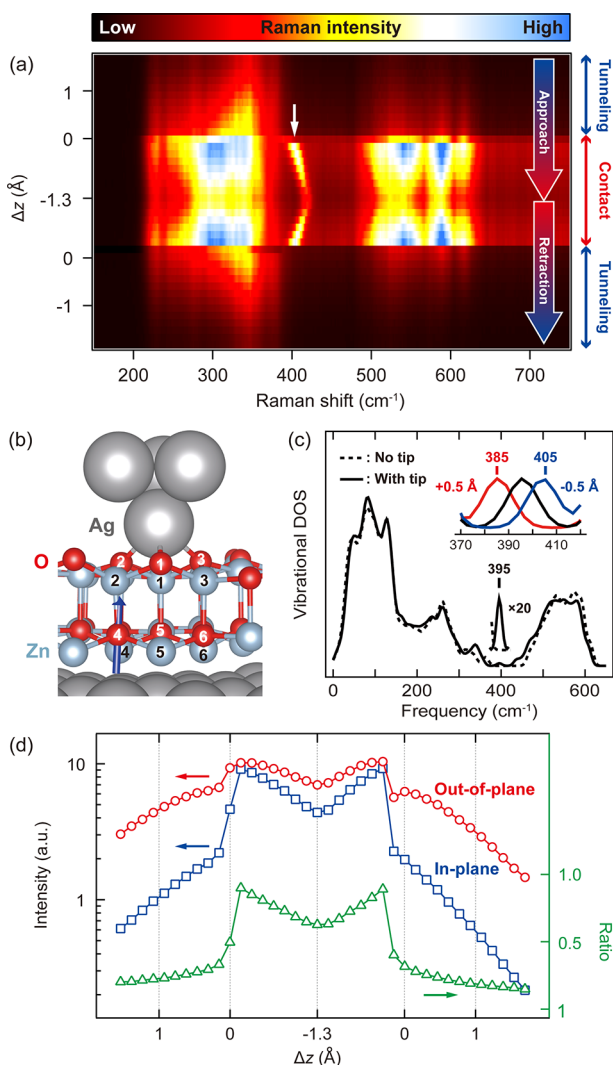 Low Raman intensity High
(a)
1
0
-1.3
0
-1
Δz (Å)
200 300 400 500 600 700
Raman shift (cm⁻¹)
Approach
Retraction
Tunneling
Contact
Tunneling
(b)
Ag
O
Zn
2 1 3
2 1 3
4 5 6
4 5 6
(c)
: No tip
: With tip
385 405
+0.5 Å -0.5 Å
370 390 410
395
×20
Vibrational DOS
0 200 400 600
Frequency (cm⁻¹)
(d)
10
1
Intensity (a.u.)
Out-of-plane
In-plane
1.0
0.5
1
Ratio
1 0 -1.3 0 1
Δz (Å)